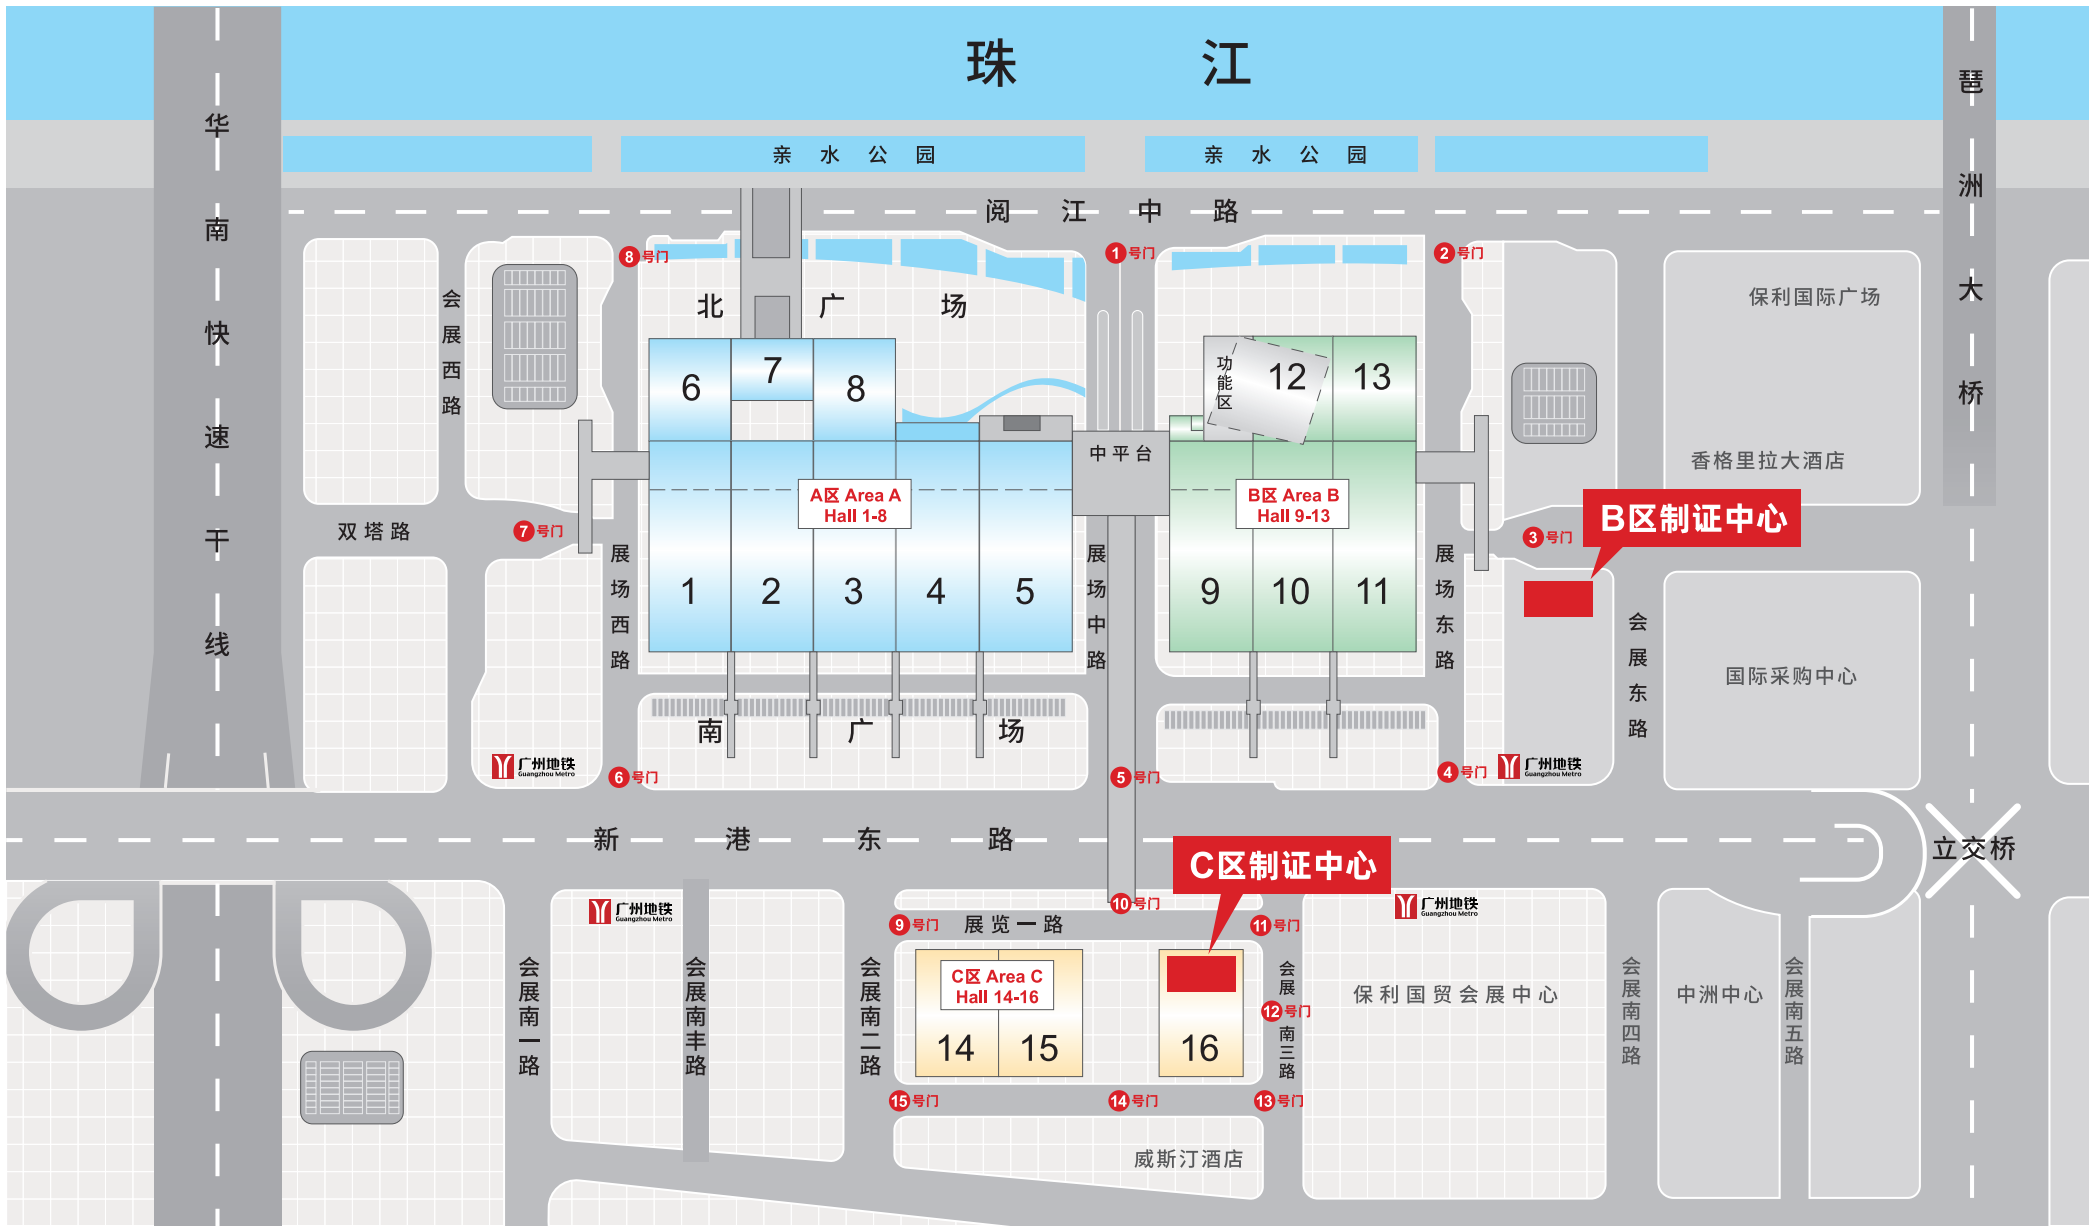 珠江
华南快速干线
琶洲大桥
亲水公园
亲水公园
阅江中路
8号门
1号门
2号门
会展西路
北广场
保利国际广场
6
7
8
功能区
12
13
中平台
香格里拉大酒店
A区 Area A
Hall 1-8
B区 Area B
Hall 9-13
B区制证中心
双塔路
7号门
3号门
展场西路
1
2
3
4
5
展场中路
9
10
11
展场东路
会展东路
国际采购中心
南广场
广州地铁
Guangzhou Metro
6号门
5号门
4号门
广州地铁
Guangzhou Metro
新港东路
立交桥
C区制证中心
广州地铁
Guangzhou Metro
10号门
广州地铁
Guangzhou Metro
9号门
展览一路
11号门
会展南一路
会展南丰路
会展南二路
C区 Area C
Hall 14-16
14
15
16
会展南三路
12号门
保利国贸会展中心
会展南四路
中洲中心
会展南五路
15号门
14号门
13号门
威斯汀酒店